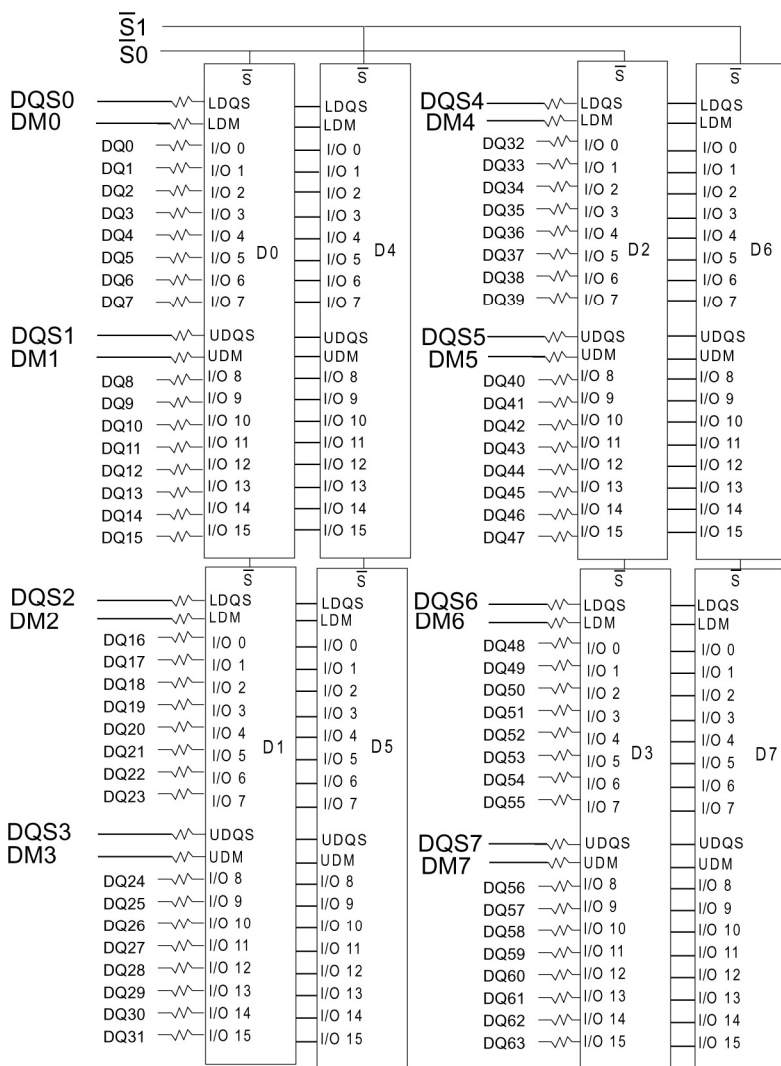 S̅1
S̅0
S̅ S̅
DQS0 LDQS LDQS DQS4 LDQS LDQS
DM0 LDM LDM DM4 LDM LDM
DQ0 I/O 0 I/O 0 DQ32 I/O 0 I/O 0
DQ1 I/O 1 I/O 1 DQ33 I/O 1 I/O 1
DQ2 I/O 2 I/O 2 DQ34 I/O 2 I/O 2
DQ3 I/O 3 I/O 3 DQ35 I/O 3 I/O 3
DQ4 I/O 4 I/O 4 DQ36 I/O 4 I/O 4
D0 D4 D2 D6
DQ5 I/O 5 I/O 5 DQ37 I/O 5 I/O 5
DQ6 I/O 6 I/O 6 DQ38 I/O 6 I/O 6
DQ7 I/O 7 I/O 7 DQ39 I/O 7 I/O 7
DQS1 UDQS UDQS DQS5 UDQS UDQS
DM1 UDM UDM DM5 UDM UDM
DQ8 I/O 8 I/O 8 DQ40 I/O 8 I/O 8
DQ9 I/O 9 I/O 9 DQ41 I/O 9 I/O 9
DQ10 I/O 10 I/O 10 DQ42 I/O 10 I/O 10
DQ11 I/O 11 I/O 11 DQ43 I/O 11 I/O 11
DQ12 I/O 12 I/O 12 DQ44 I/O 12 I/O 12
DQ13 I/O 13 I/O 13 DQ45 I/O 13 I/O 13
DQ14 I/O 14 I/O 14 DQ46 I/O 14 I/O 14
DQ15 I/O 15 I/O 15 DQ47 I/O 15 I/O 15
S̅ S̅
DQS2 LDQS LDQS DQS6 LDQS LDQS
DM2 LDM LDM DM6 LDM LDM
DQ16 I/O 0 I/O 0 DQ48 I/O 0 I/O 0
DQ17 I/O 1 I/O 1 DQ49 I/O 1 I/O 1
DQ18 I/O 2 I/O 2 DQ50 I/O 2 I/O 2
DQ19 I/O 3 I/O 3 DQ51 I/O 3 I/O 3
DQ20 I/O 4 I/O 4 DQ52 I/O 4 I/O 4
D1 D5 D3 D7
DQ21 I/O 5 I/O 5 DQ53 I/O 5 I/O 5
DQ22 I/O 6 I/O 6 DQ54 I/O 6 I/O 6
DQ23 I/O 7 I/O 7 DQ55 I/O 7 I/O 7
DQS3 UDQS UDQS DQS7 UDQS UDQS
DM3 UDM UDM DM7 UDM UDM
DQ24 I/O 8 I/O 8 DQ56 I/O 8 I/O 8
DQ25 I/O 9 I/O 9 DQ57 I/O 9 I/O 9
DQ26 I/O 10 I/O 10 DQ58 I/O 10 I/O 10
DQ27 I/O 11 I/O 11 DQ59 I/O 11 I/O 11
DQ28 I/O 12 I/O 12 DQ60 I/O 12 I/O 12
DQ29 I/O 13 I/O 13 DQ61 I/O 13 I/O 13
DQ30 I/O 14 I/O 14 DQ62 I/O 14 I/O 14
DQ31 I/O 15 I/O 15 DQ63 I/O 15 I/O 15